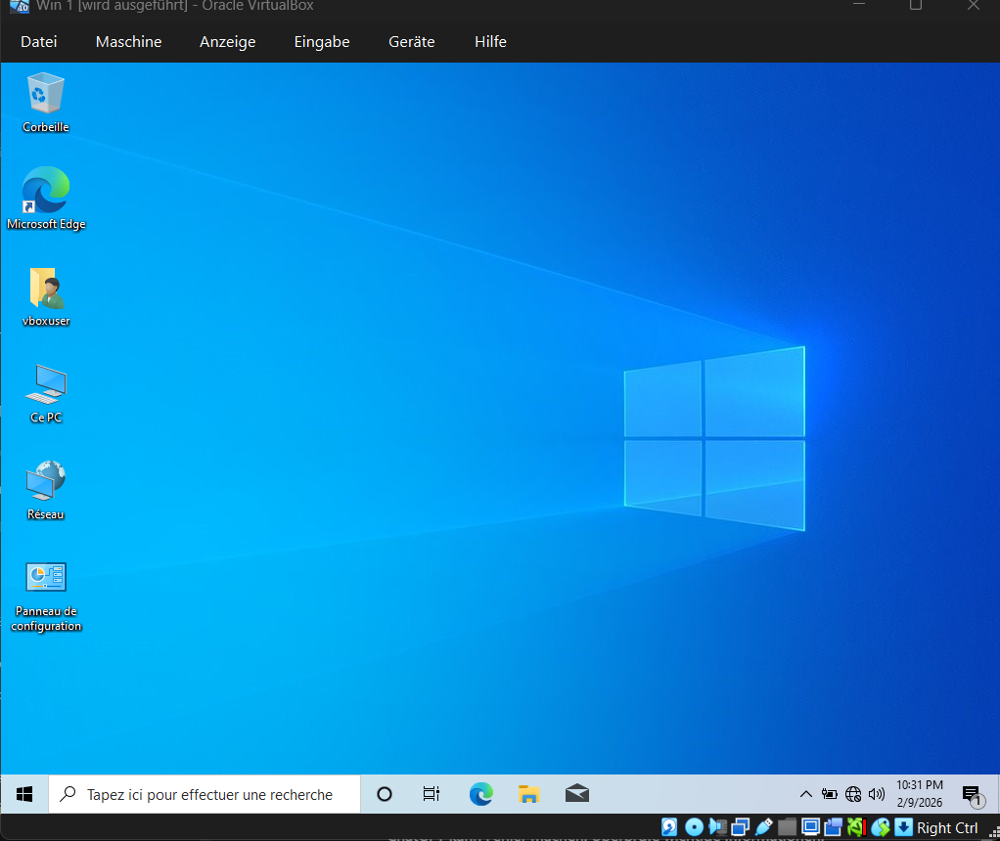 Win 1 [wird ausgeführt] - Oracle VirtualBox
Datei Maschine Anzeige Eingabe Geräte Hilfe
Corbeille
Microsoft Edge
vboxuser
Ce PC
Réseau
Panneau de
configuration
Tapez ici pour effectuer une recherche
10:31 PM
2/9/2026
1
Right Ctrl